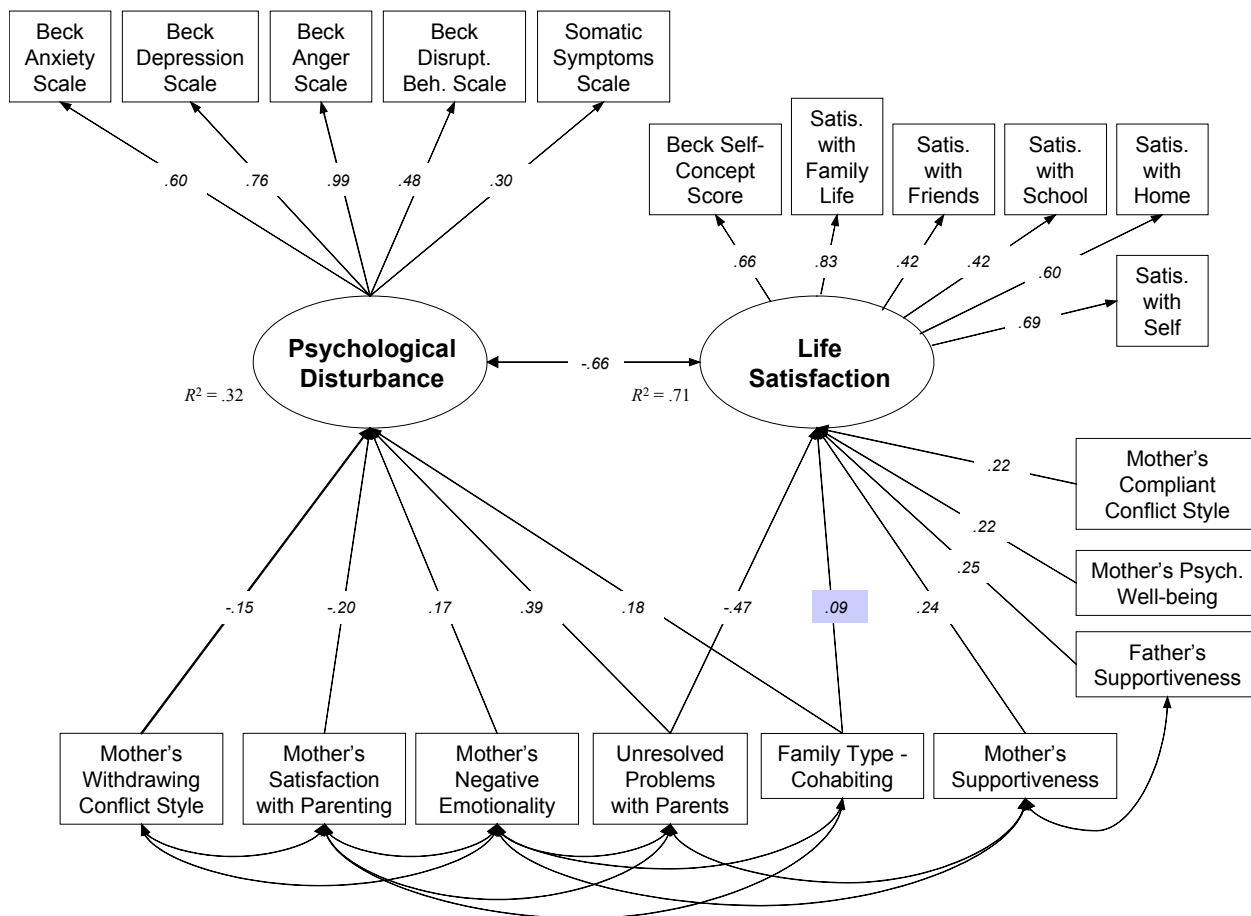 Beck
Anxiety
Scale
Beck
Depression
Scale
Beck
Anger
Scale
Beck
Disrupt.
Beh. Scale
Somatic
Symptoms
Scale
Beck Self-
Concept
Score
Satis.
with
Family
Life
Satis.
with
Friends
Satis.
with
School
Satis.
with
Home
Satis.
with
Self
.60
.76
.99
.48
.30
.66
.83
.42
.42
.60
.69
Psychological
Disturbance
-.66
Life
Satisfaction
R² = .32
R² = .71
.22
Mother's
Compliant
Conflict Style
.22
Mother's Psych.
Well-being
.25
Father's
Supportiveness
-.15
-.20
.17
.39
.18
-.47
.09
.24
Mother's
Withdrawing
Conflict Style
Mother's
Satisfaction
with Parenting
Mother's
Negative
Emotionality
Unresolved
Problems
with Parents
Family Type -
Cohabiting
Mother's
Supportiveness